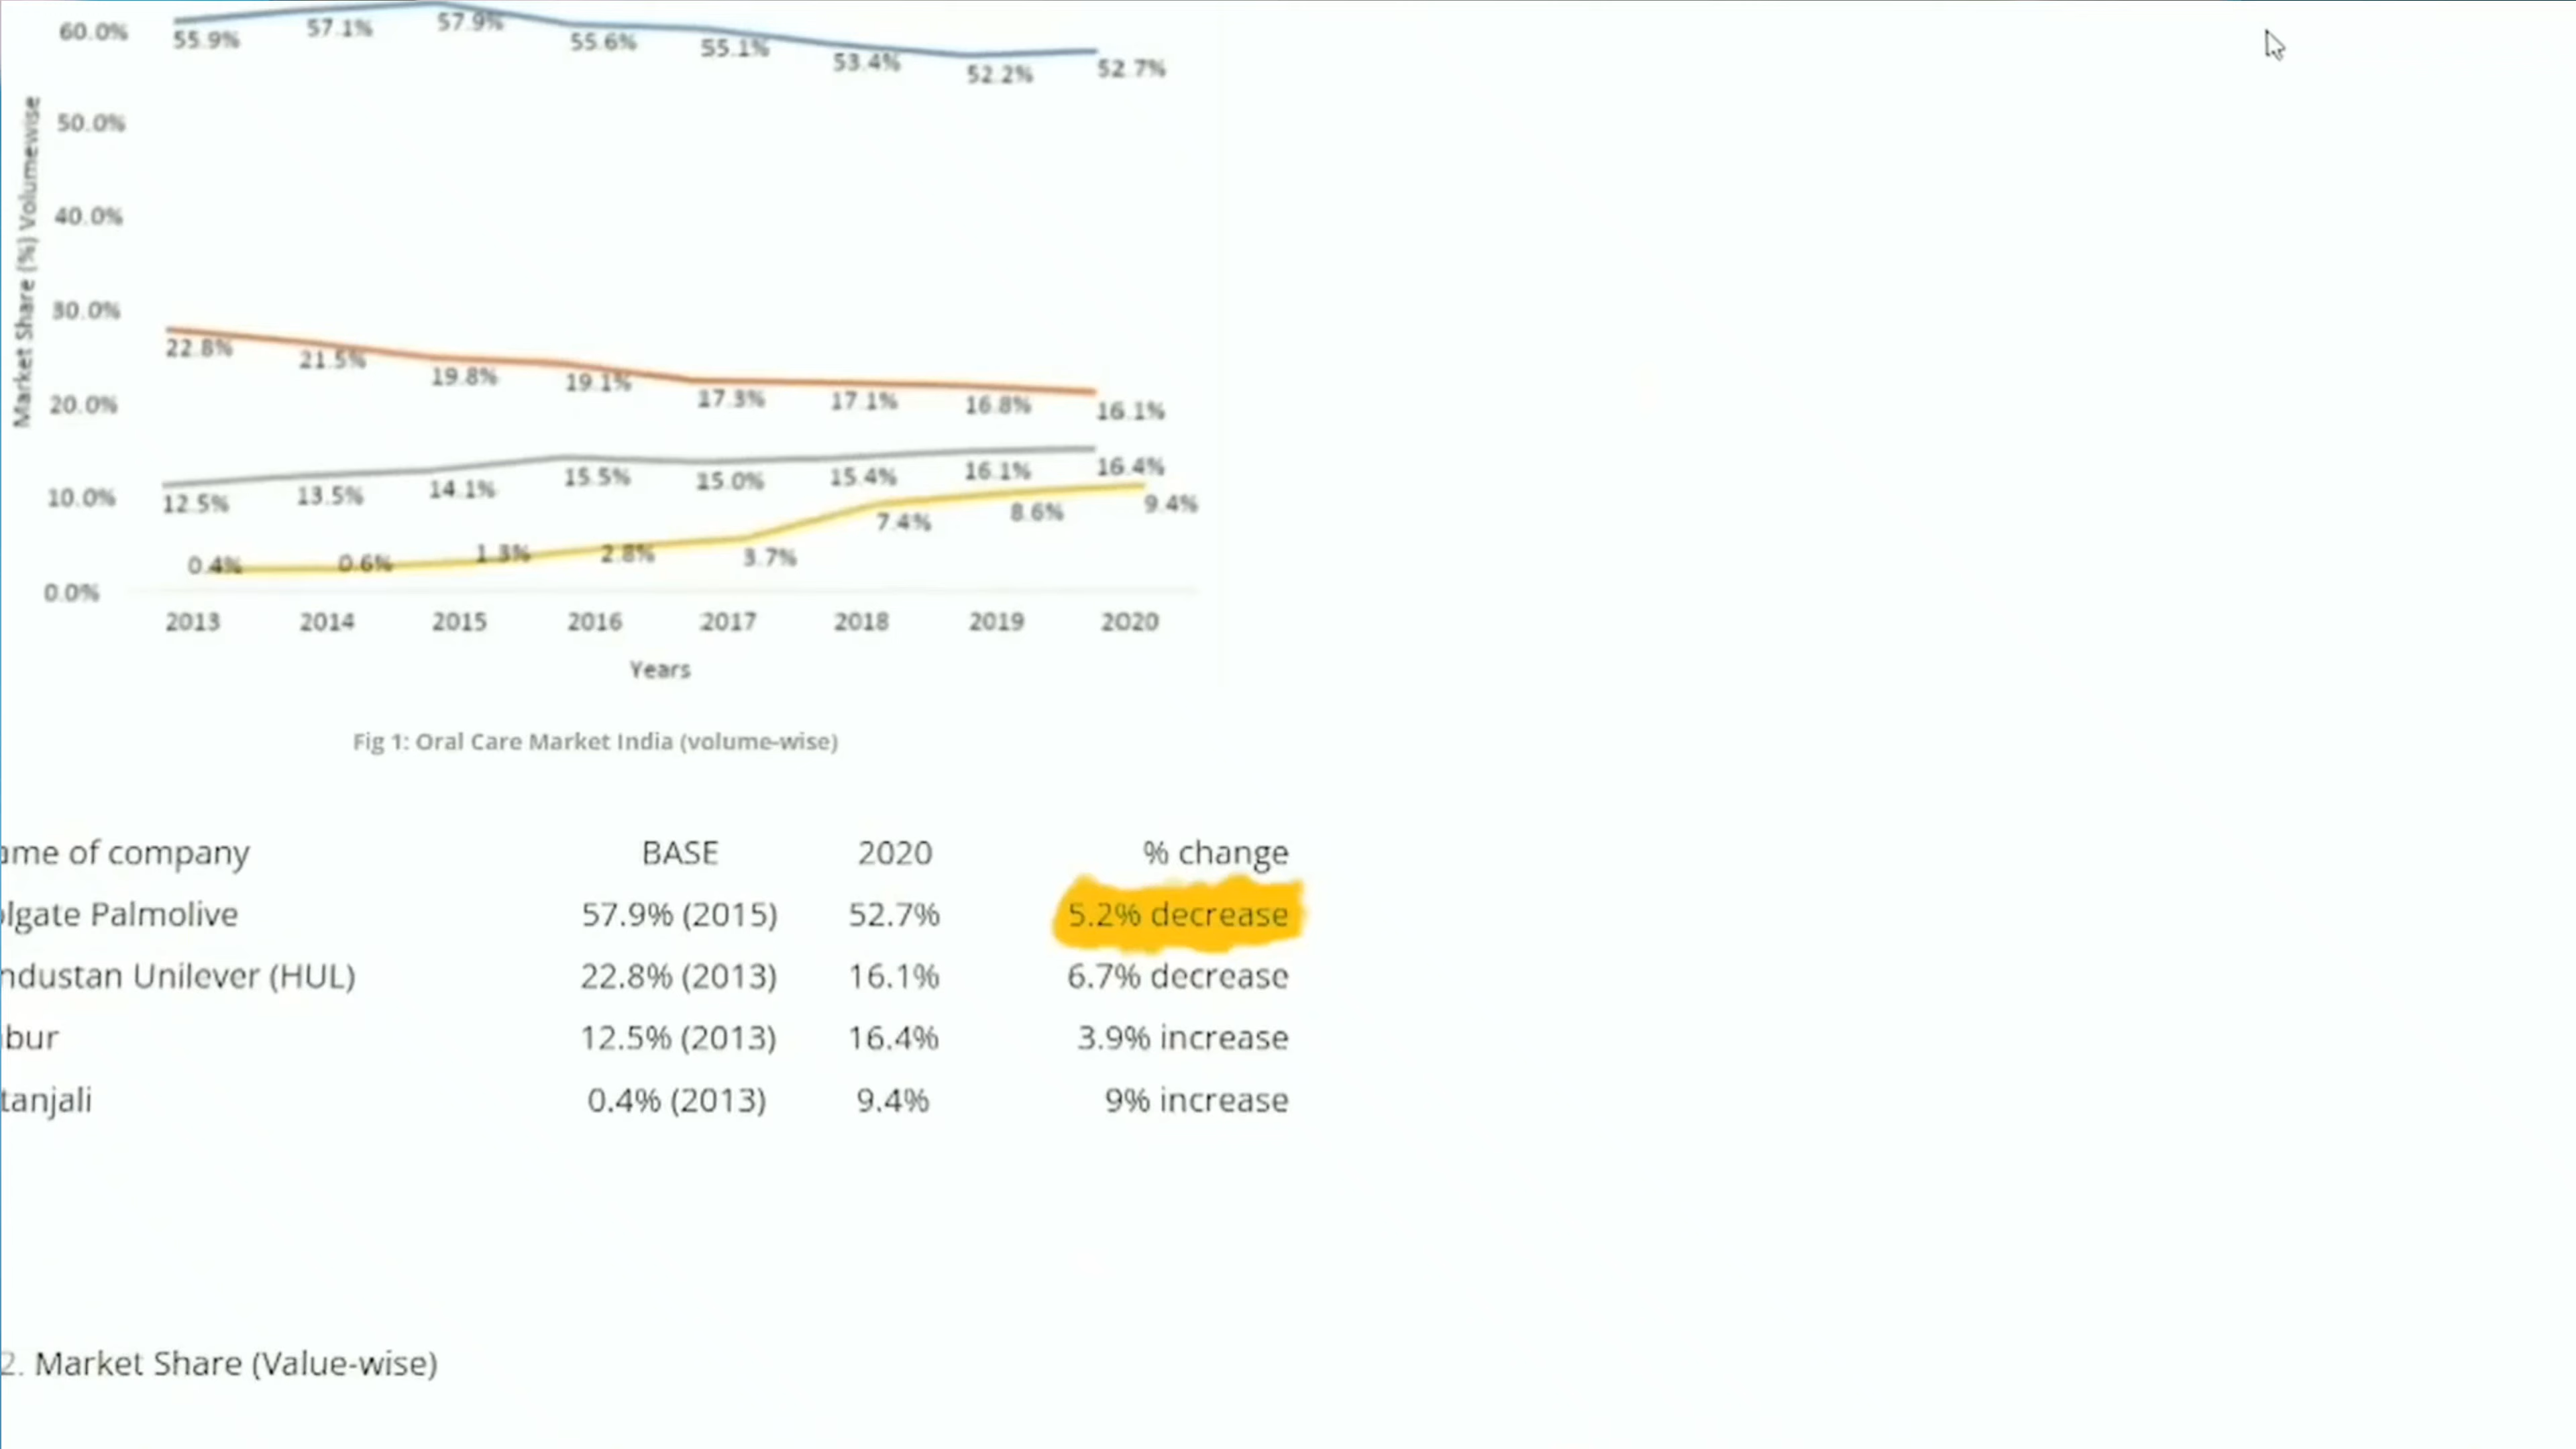 60.0%
55.9% 57.1% 57.9% 55.6% 55.1% 53.4% 52.2% 52.7%
50.0%
Market Share (%) Volumewise
40.0%
30.0%
22.8% 21.5% 19.8% 19.1% 17.3% 17.1% 16.8% 16.1%
20.0%
12.5% 13.5% 14.1% 15.5% 15.0% 15.4% 16.1% 16.4%
10.0%
0.4% 0.6% 1.3% 2.8% 3.7% 7.4% 8.6% 9.4%
0.0%
2013 2014 2015 2016 2017 2018 2019 2020
Years
Fig 1: Oral Care Market India (volume-wise)
ame of company BASE 2020 % change
olgate Palmolive 57.9% (2015) 52.7% 5.2% decrease
ndustan Unilever (HUL) 22.8% (2013) 16.1% 6.7% decrease
bur 12.5% (2013) 16.4% 3.9% increase
tanjali 0.4% (2013) 9.4% 9% increase
2. Market Share (Value-wise)